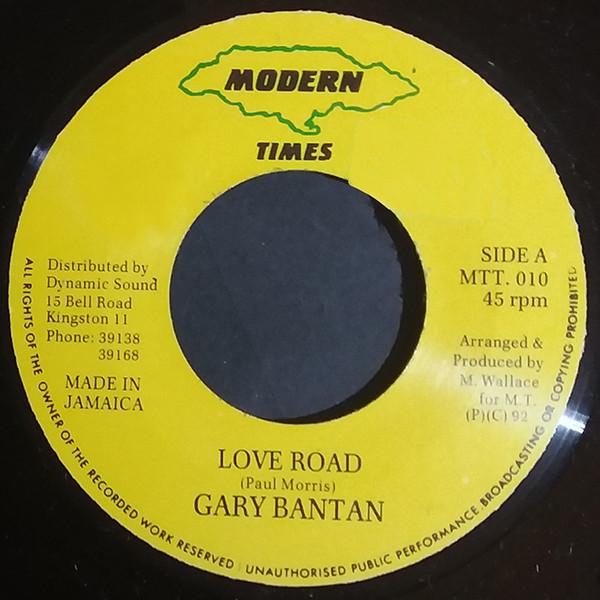 MODERN
TIMES
Distributed by
Dynamic Sound
15 Bell Road
Kingston 11
Phone: 39138
39168
MADE IN
JAMAICA
SIDE A
MTT. 010
45 rpm
Arranged &
Produced by
M. Wallace
for M.T.
(P)(C) 92
LOVE ROAD
(Paul Morris)
GARY BANTAN
ALL RIGHTS OF THE OWNER OF THE RECORDED WORK RESERVED UNAUTHORISED PUBLIC PERFORMANCE. BROADCASTING OR COPYING PROHIBITED